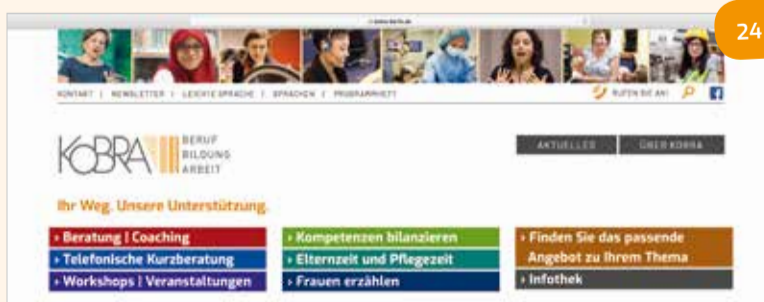 24
KONTAKT | NEWSLETTER | LEICHTE SPRACHE | SPRACHEN | PROGRAMMHEFT
RUFEN SIE AN!
KOBRA BERUF
BILDUNG
ARBEIT
AKTUELLES ÜBER KOBRA
Ihr Weg. Unsere Unterstützung.
› Beratung | Coaching › Kompetenzen bilanzieren › Finden Sie das passende
› Telefonische Kurzberatung › Elternzeit und Pflegezeit Angebot zu Ihrem Thema
› Workshops | Veranstaltungen › Frauen erzählen › Infothek